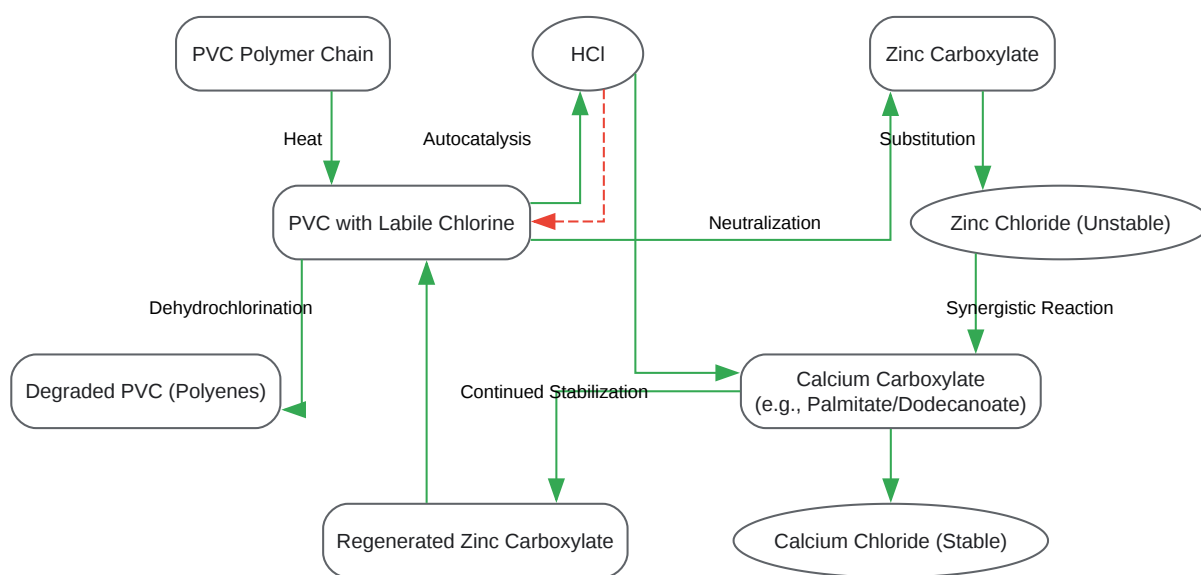 PVC Polymer Chain
HCl
Zinc Carboxylate
Heat
Autocatalysis
Substitution
PVC with Labile Chlorine
Neutralization
Zinc Chloride (Unstable)
Dehydrochlorination
Synergistic Reaction
Degraded PVC (Polyenes)
Continued Stabilization
Calcium Carboxylate
(e.g., Palmitate/Dodecanoate)
Regenerated Zinc Carboxylate
Calcium Chloride (Stable)